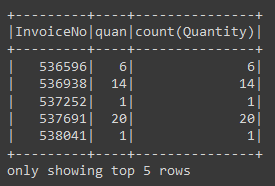 +---------+----+---------------+
|InvoiceNo|quan|count(Quantity)|
+---------+----+---------------+
|   536596|   6|              6|
|   536938|  14|             14|
|   537252|   1|              1|
|   537691|  20|             20|
|   538041|   1|              1|
+---------+----+---------------+
only showing top 5 rows